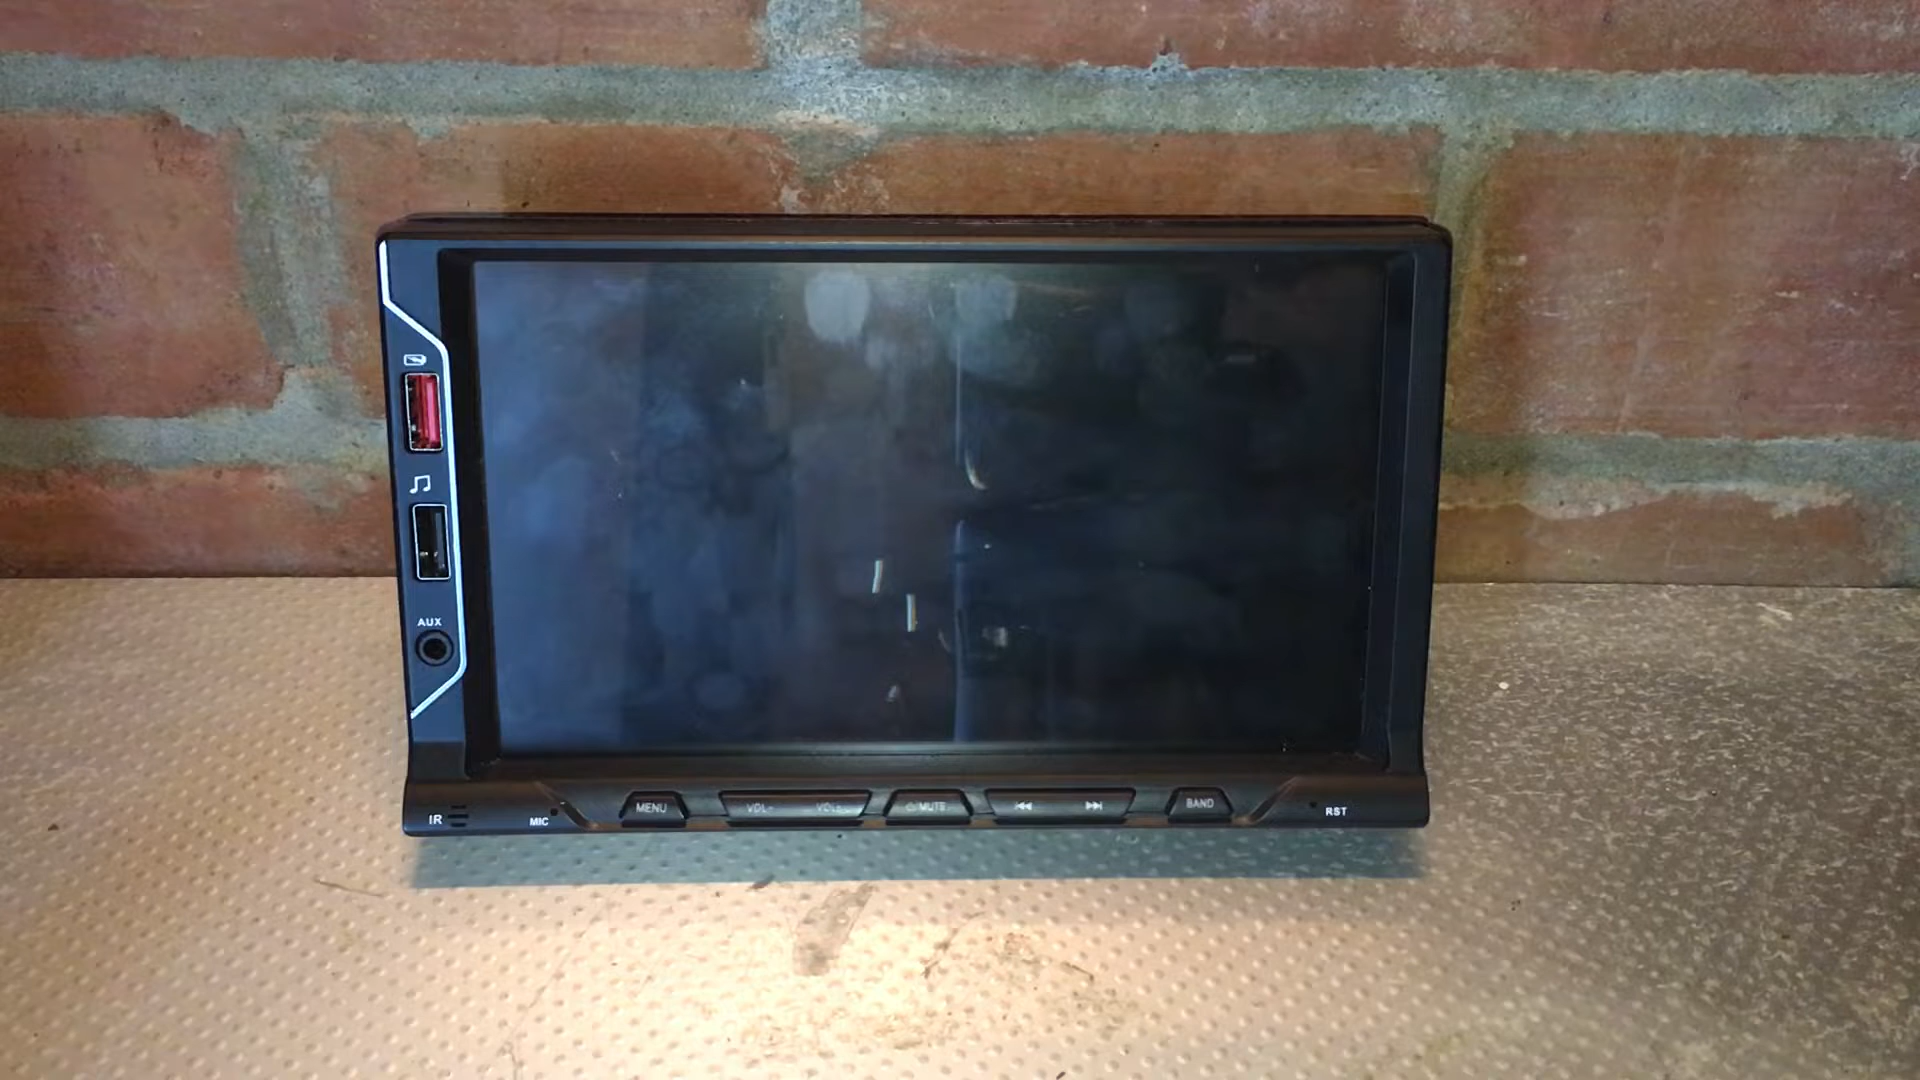 AUX
IR
MIC
MENU
VOL-
VOL+
MUTE
BAND
RST